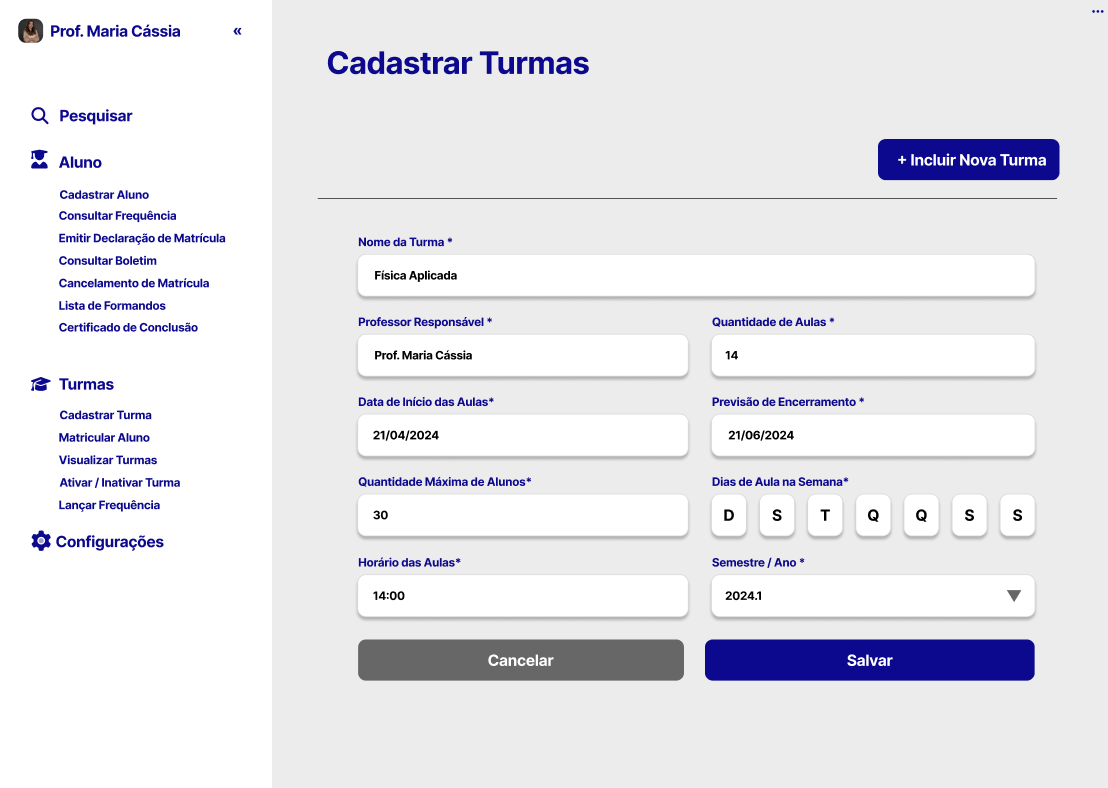 Prof. Maria Cássia «
Pesquisar
Aluno
Cadastrar Aluno
Consultar Frequência
Emitir Declaração de Matrícula
Consultar Boletim
Cancelamento de Matrícula
Lista de Formandos
Certificado de Conclusão
Turmas
Cadastrar Turma
Matricular Aluno
Visualizar Turmas
Ativar / Inativar Turma
Lançar Frequência
Configurações
...
Cadastrar Turmas
+ Incluir Nova Turma
Nome da Turma *
Física Aplicada
Professor Responsável * Quantidade de Aulas *
Prof. Maria Cássia 14
Data de Início das Aulas* Previsão de Encerramento *
21/04/2024 21/06/2024
Quantidade Máxima de Alunos* Dias de Aula na Semana*
30 D S T Q Q S S
Horário das Aulas* Semestre / Ano *
14:00 2024.1
Cancelar Salvar